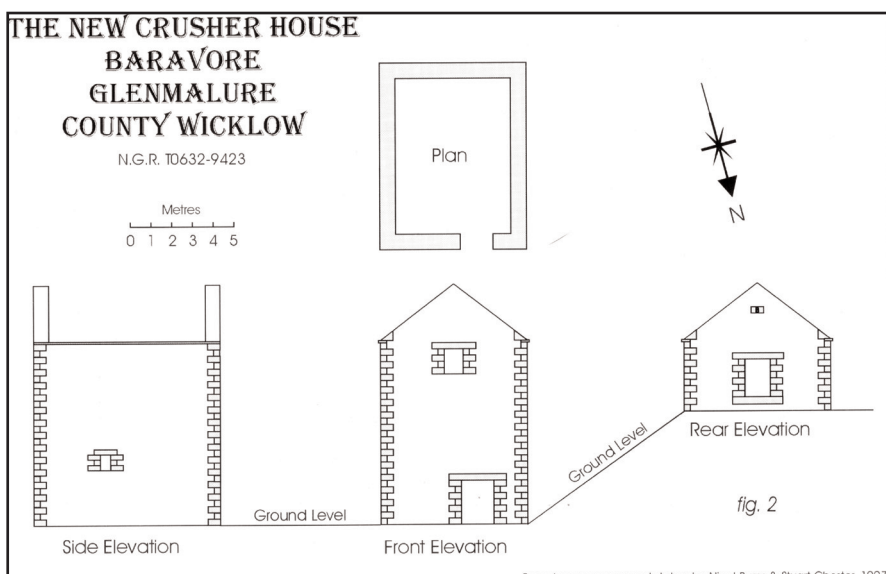 THE NEW CRUSHER HOUSE
BARAVORE
GLENMALURE
COUNTY WICKLOW
N.G.R. T0632-9423
Metres
0 1 2 3 4 5
Plan
N
Ground Level
Rear Elevation
Ground Level
fig. 2
Side Elevation
Front Elevation